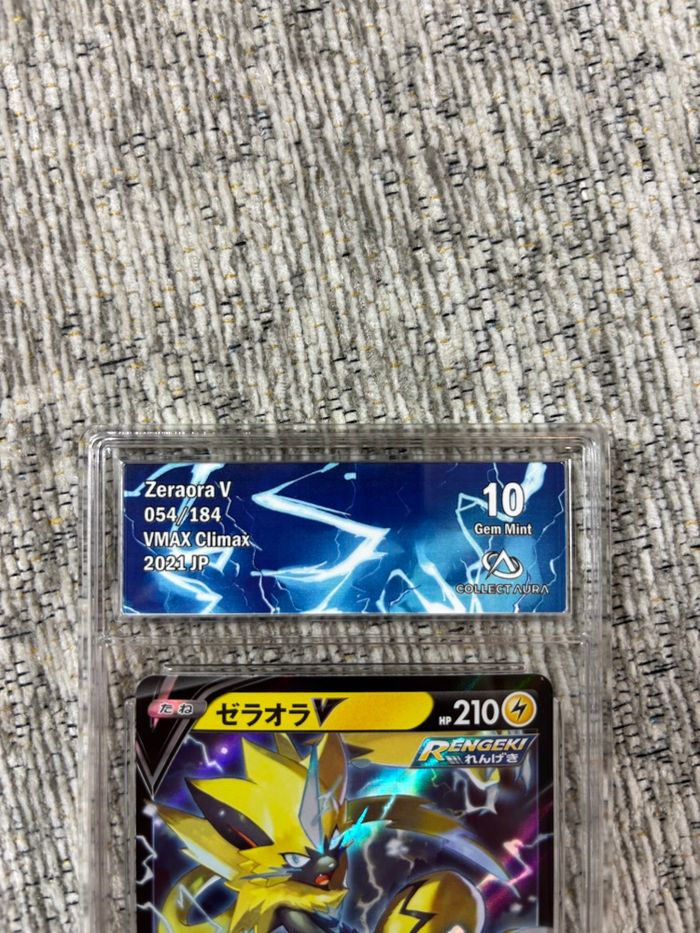 Zeraora V
054/184
VMAX Climax
2021 JP
10
Gem Mint
COLLECT AURA
たね ゼラオラV HP 210
RENGEKI
れんげき